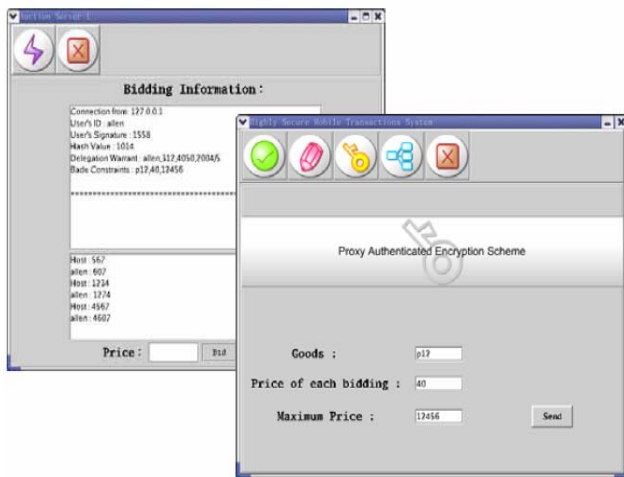 Auction Server-1
Bidding Information :
Connection from: 127.0.0.1
User's ID : allen
User's Signature : 1558
Hash Value : 1014
Delegation Warrant : allen,312,4050,2004/5
Bade Constraints : p12,40,12456
Host : 567
allen : 607
Host : 1234
allen : 1274
Host : 4567
allen : 4607
Price : Bid
Highly Secure Mobile Transactions System
Proxy Authenticated Encryption Scheme
Goods : p12
Price of each bidding : 40
Maximum Price : 12456 Send